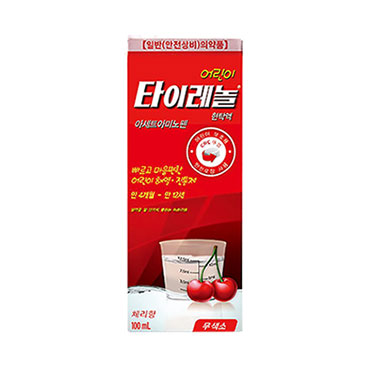 [일반(안전상비)의약품]
어린이
타이레놀
현탁액
아세트아미노펜
CRC 포장
빠르고 마음편한
어린이 해열·진통제
만 4개월 - 만 12세
체리향
100 mL
무색소